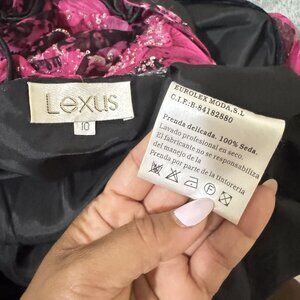 Lexus
10
EUROLEX MODA.S.L
C.I.F:B-84182880
Prenda delicada. 100% Seda.
Lavado profesional en seco.
El fabricante no se responsabiliza
del manejo de la
Prenda por parte de la tintorería
F